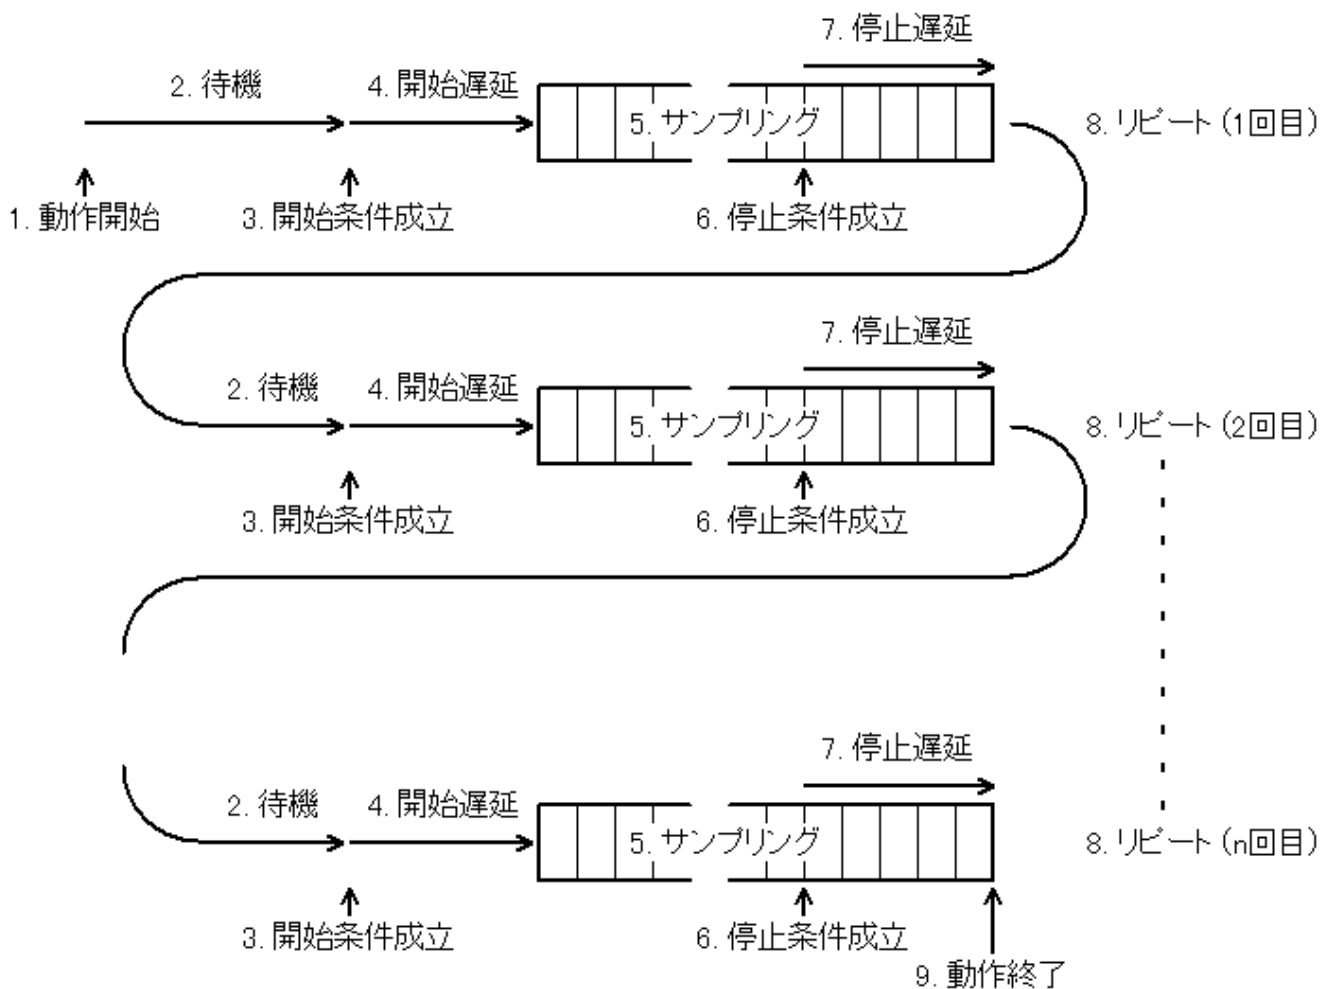 7. 停止遅延
2. 待機
4. 開始遅延
5. サンプリング
8. リピート (1回目)
1. 動作開始
3. 開始条件成立
6. 停止条件成立
7. 停止遅延
2. 待機
4. 開始遅延
5. サンプリング
8. リピート (2回目)
3. 開始条件成立
6. 停止条件成立
7. 停止遅延
2. 待機
4. 開始遅延
5. サンプリング
8. リピート (n回目)
3. 開始条件成立
6. 停止条件成立
9. 動作終了